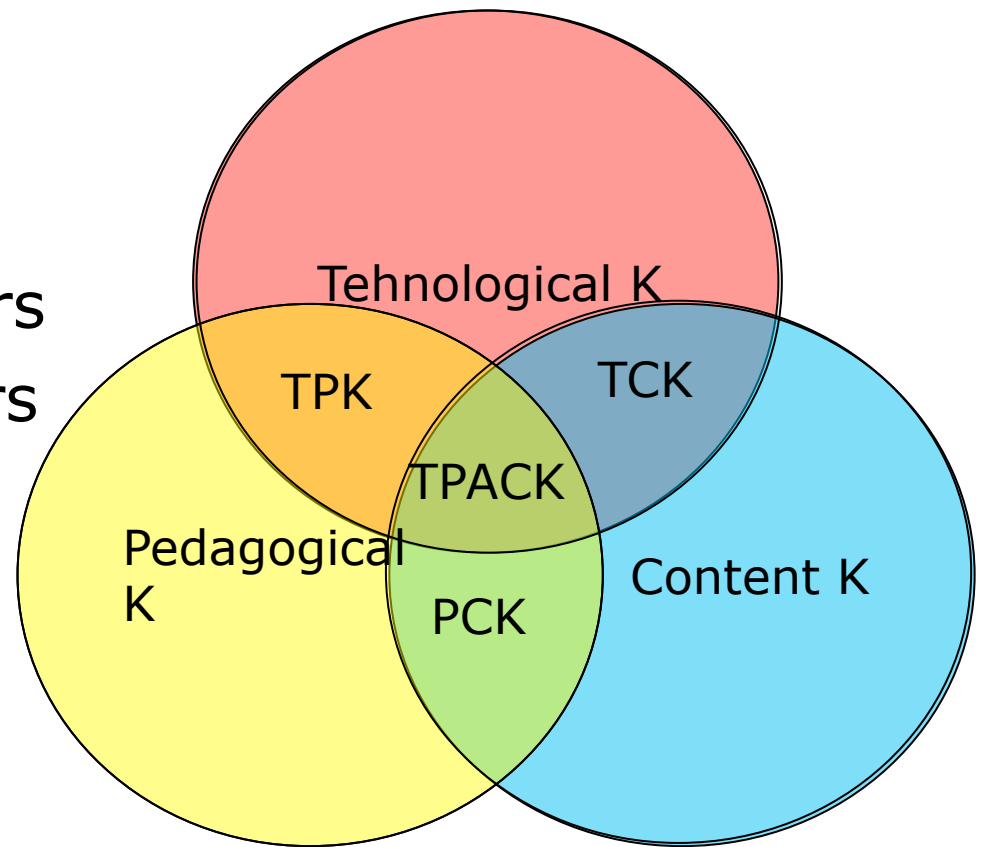 Tehnological K
rs
TCK
TPK
rs
TPACK
Pedagogical
K
Content K
PCK